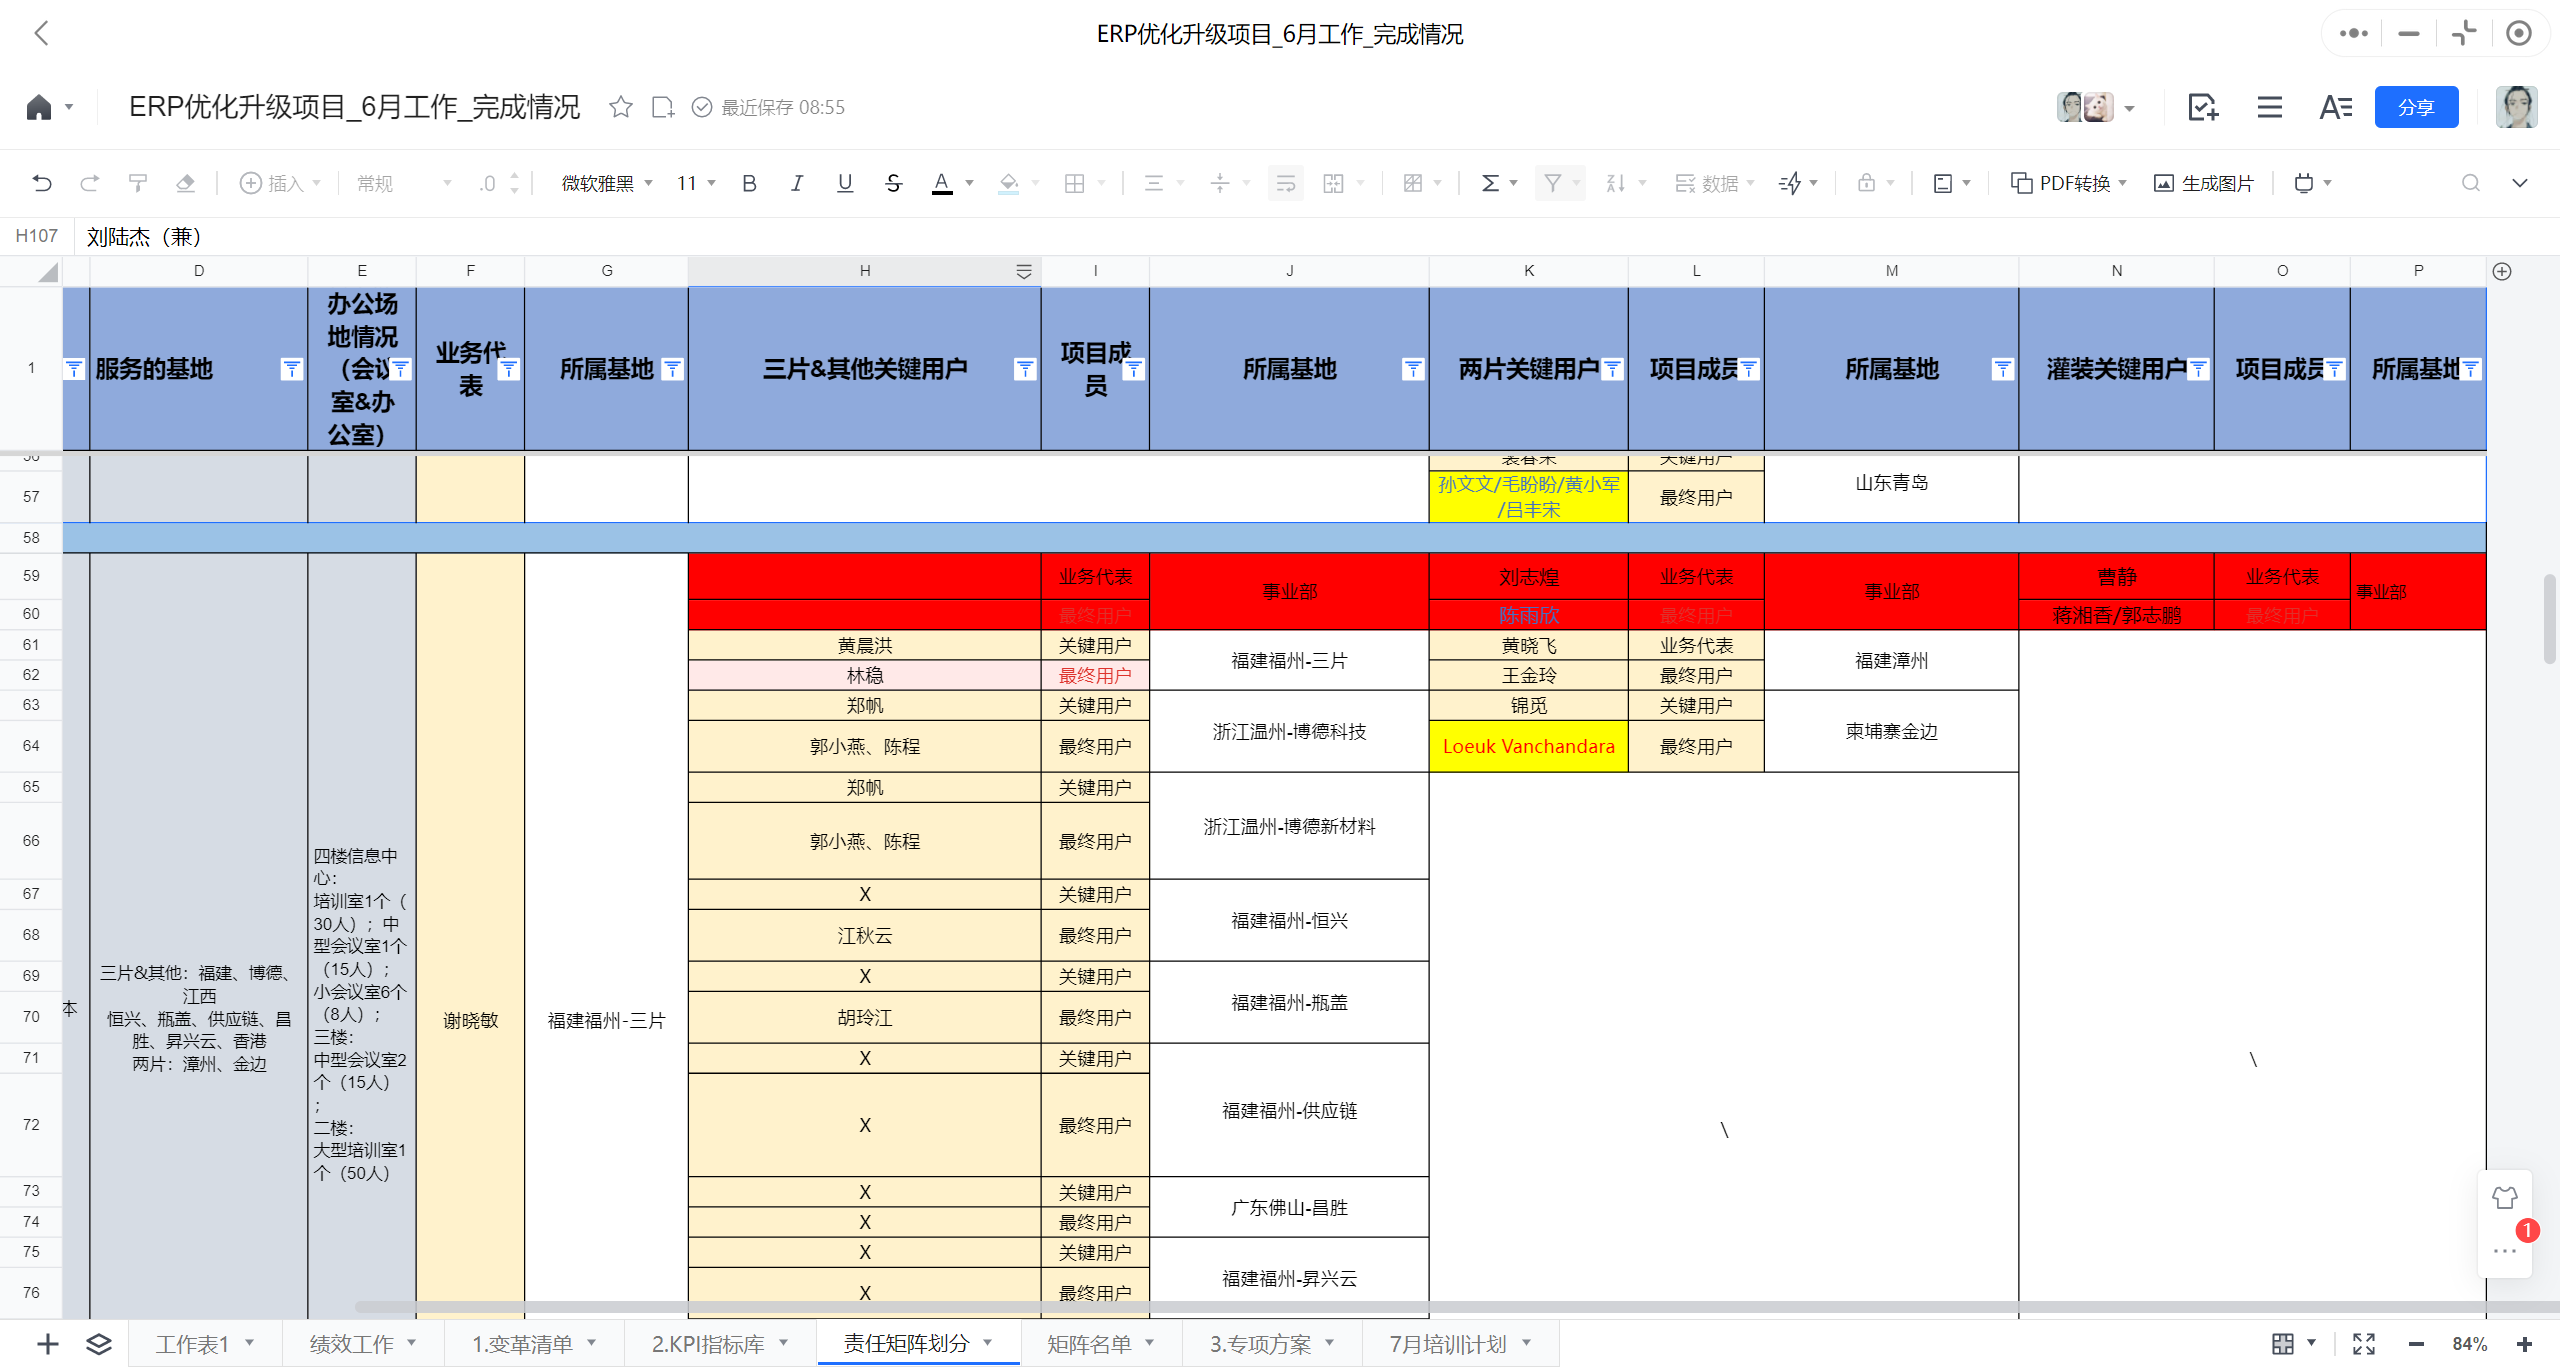 ERP优化升级项目_6月工作_完成情况
ERP优化升级项目_6月工作_完成情况
最近保存 08:55
分享
插入
常规
.0
微软雅黑
11
B
I
U
S
A
数据
PDF转换
生成图片
H107
刘陆杰（兼）
D
E
F
G
H
I
J
K
L
M
N
O
P
1
服务的基地
办公场
地情况
（会议
室&办
公室）
业务代
表
所属基地
三片&其他关键用户
项目成
员
所属基地
两片关键用户
项目成员
所属基地
灌装关键用户
项目成员
所属基地
56
关键用户
57
孙文文/毛盼盼/黄小军
/吕丰宋
最终用户
山东青岛
58
59
业务代表
事业部
刘志煌
业务代表
事业部
曹静
业务代表
事业部
60
最终用户
陈雨欣
最终用户
蒋湘香/郭志鹏
最终用户
61
黄晨洪
关键用户
福建福州-三片
黄晓飞
业务代表
福建漳州
62
林稳
最终用户
王金玲
最终用户
63
郑帆
关键用户
浙江温州-博德科技
锦觅
关键用户
柬埔寨金边
64
郭小燕、陈程
最终用户
Loeuk Vanchandara
最终用户
65
郑帆
关键用户
浙江温州-博德新材料
66
郭小燕、陈程
最终用户
67
X
关键用户
福建福州-恒兴
68
江秋云
最终用户
69
X
关键用户
福建福州-瓶盖
70
胡玲江
最终用户
71
X
关键用户
福建福州-供应链
72
X
最终用户
73
X
关键用户
广东佛山-昌胜
74
X
最终用户
75
X
关键用户
福建福州-昇兴云
76
X
最终用户
本
三片&其他：福建、博德、
江西
恒兴、瓶盖、供应链、昌
胜、昇兴云、香港
两片：漳州、金边
四楼信息中
心：
培训室1个（
30人）；中
型会议室1个
（15人）；
小会议室6个
（8人）；
三楼：
中型会议室2
个（15人）
；
二楼：
大型培训室1
个（50人）
谢晓敏
福建福州-三片
\
\
1
工作表1
绩效工作
1.变革清单
2.KPI指标库
责任矩阵划分
矩阵名单
3.专项方案
7月培训计划
84%